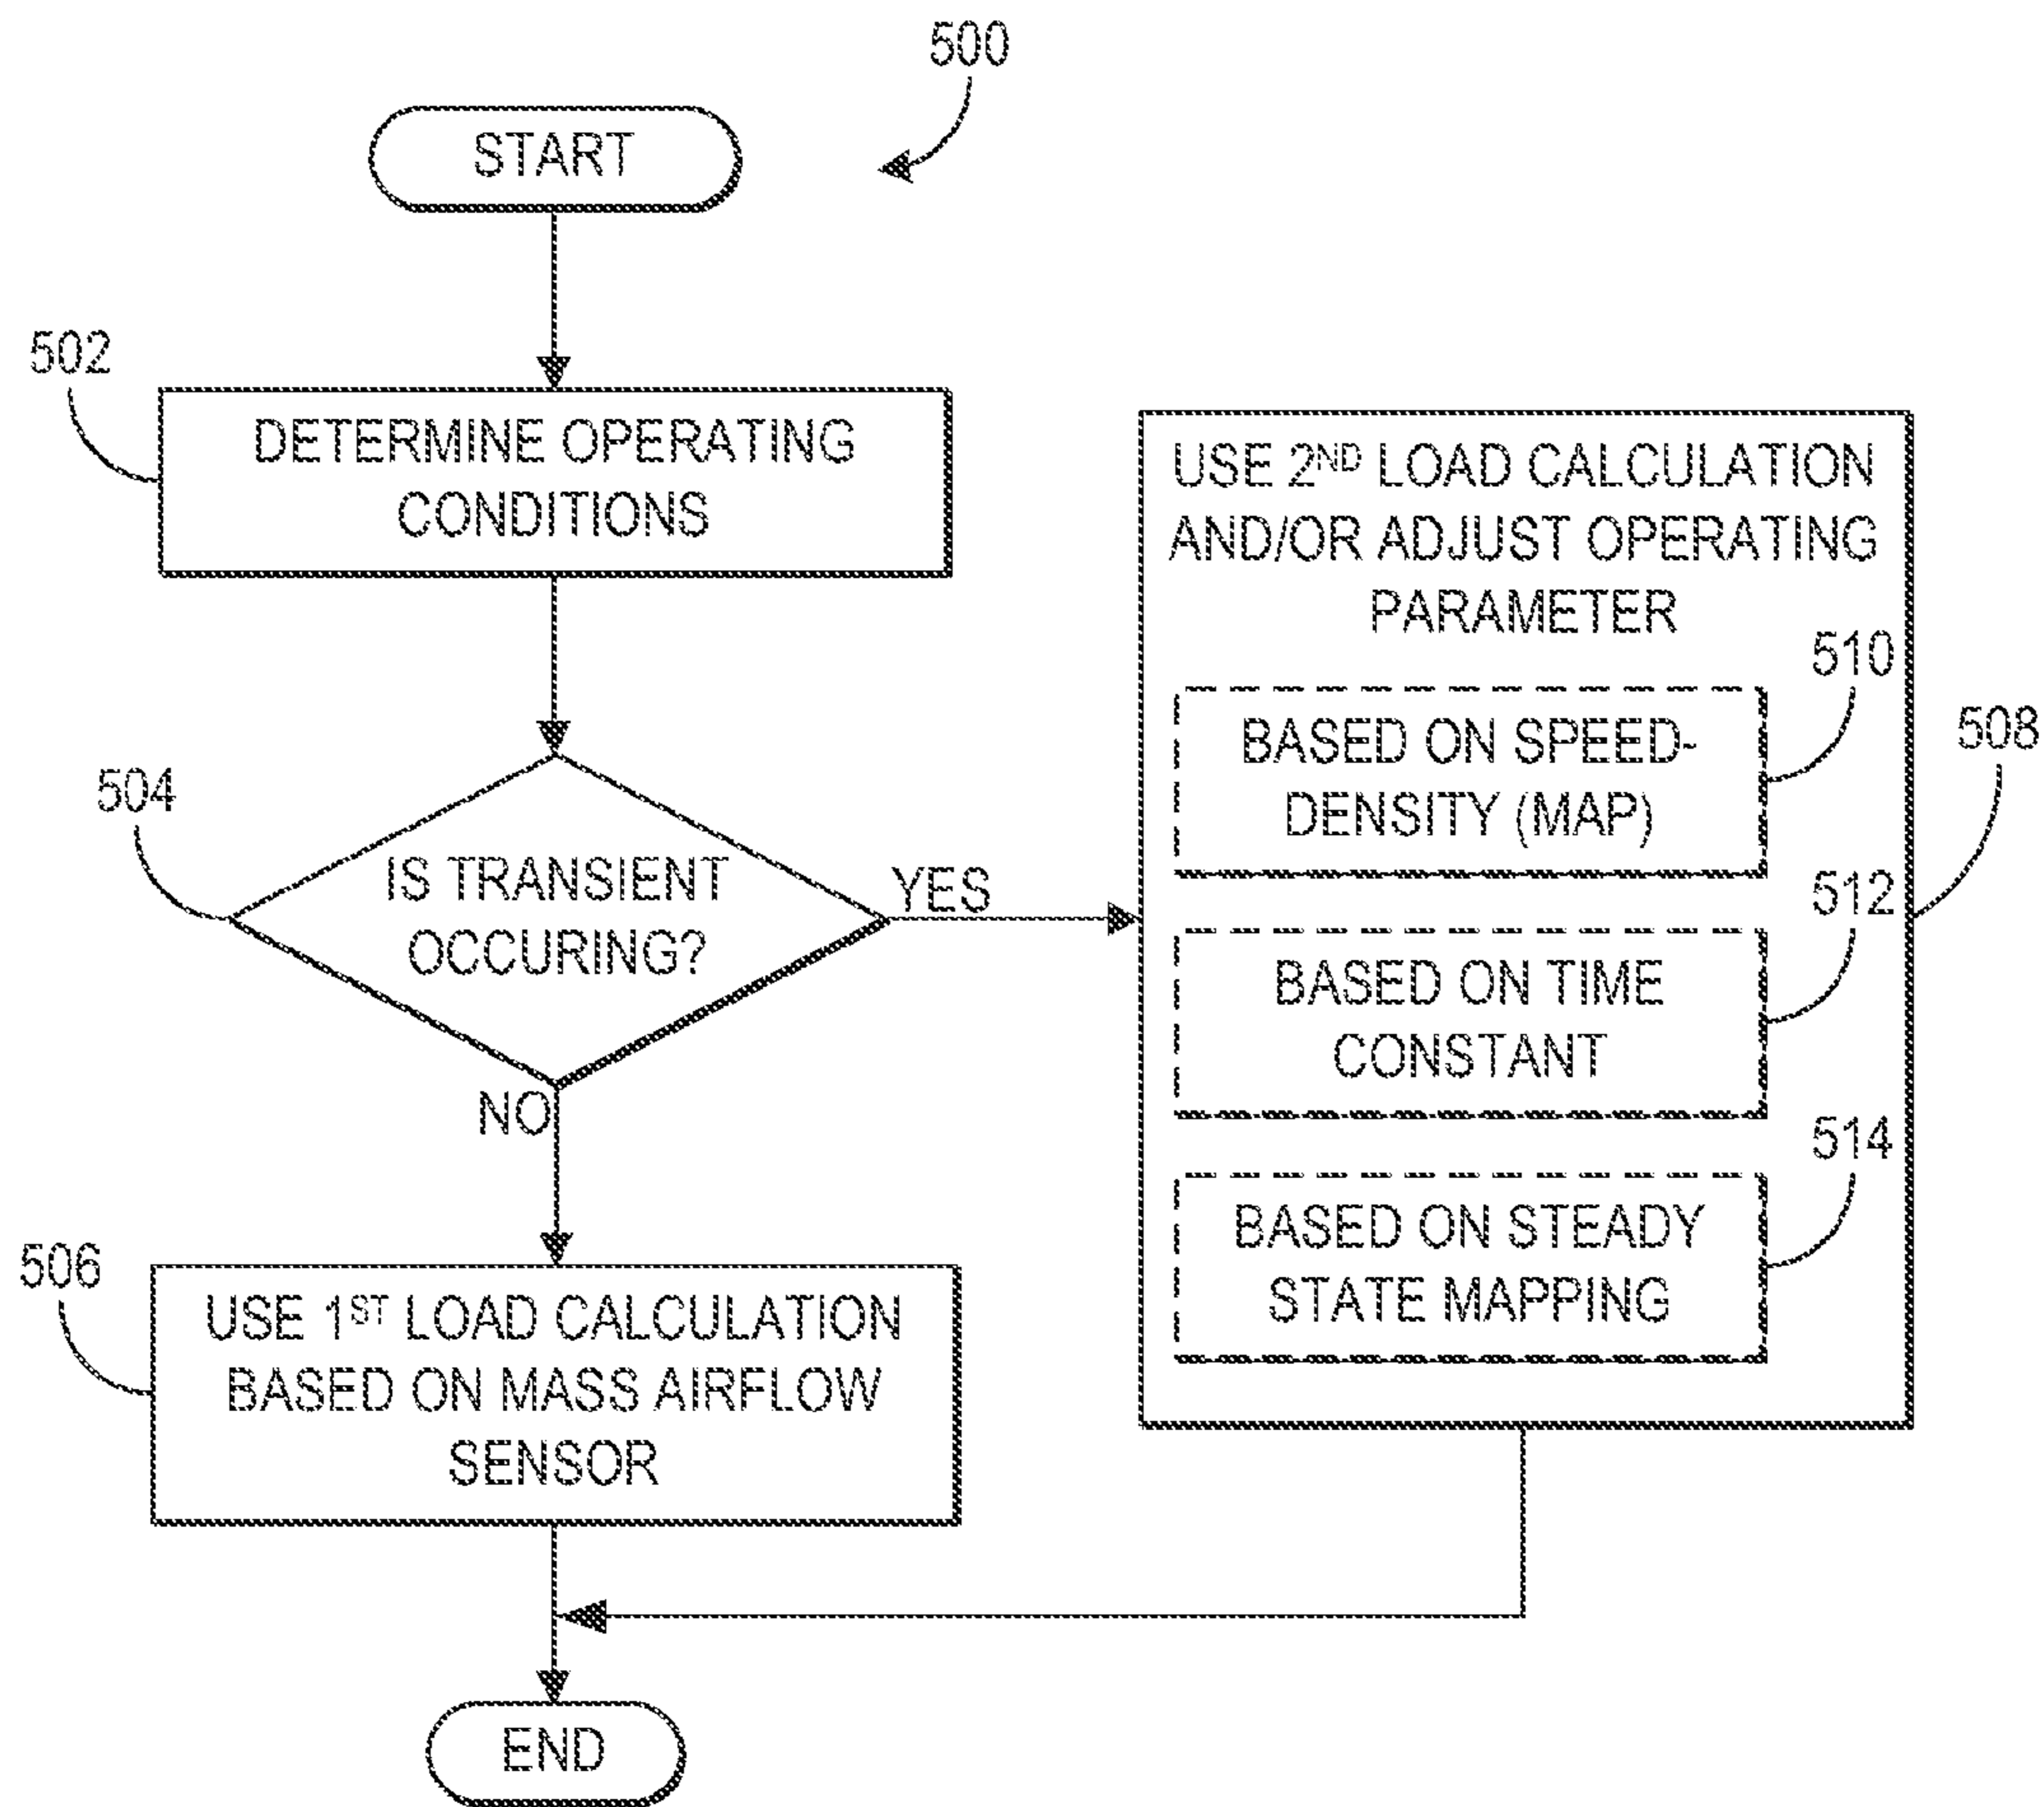 500
START
502
DETERMINE OPERATING
CONDITIONS
504
IS TRANSIENT
OCCURING?
YES
NO
506
USE 1ST LOAD CALCULATION
BASED ON MASS AIRFLOW
SENSOR
USE 2ND LOAD CALCULATION
AND/OR ADJUST OPERATING
PARAMETER
508
510
BASED ON SPEED-
DENSITY (MAP)
512
BASED ON TIME
CONSTANT
514
BASED ON STEADY
STATE MAPPING
END